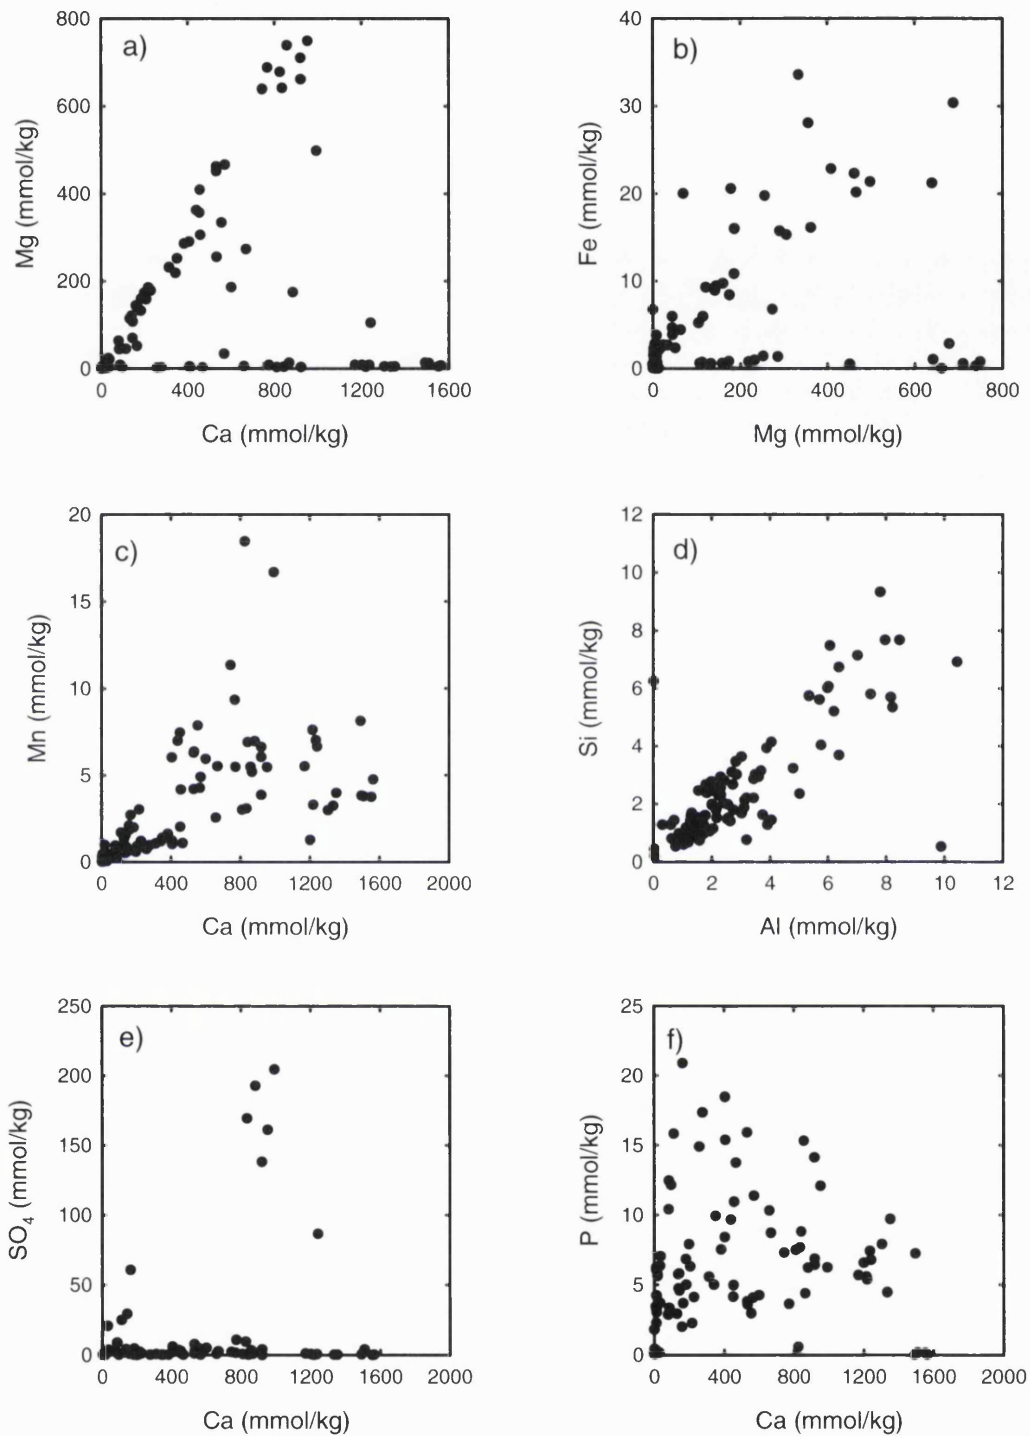 a)
800
600
400
200
0
Mg (mmol/kg)
0 400 800 1200 1600
Ca (mmol/kg)
b)
40
30
20
10
0
Fe (mmol/kg)
0 200 400 600 800
Mg (mmol/kg)
c)
20
15
10
5
0
Mn (mmol/kg)
0 400 800 1200 1600 2000
Ca (mmol/kg)
d)
12
10
8
6
4
2
0
Si (mmol/kg)
0 2 4 6 8 10 12
Al (mmol/kg)
e)
250
200
150
100
50
0
SO4 (mmol/kg)
0 400 800 1200 1600 2000
Ca (mmol/kg)
f)
25
20
15
10
5
0
P (mmol/kg)
0 400 800 1200 1600 2000
Ca (mmol/kg)